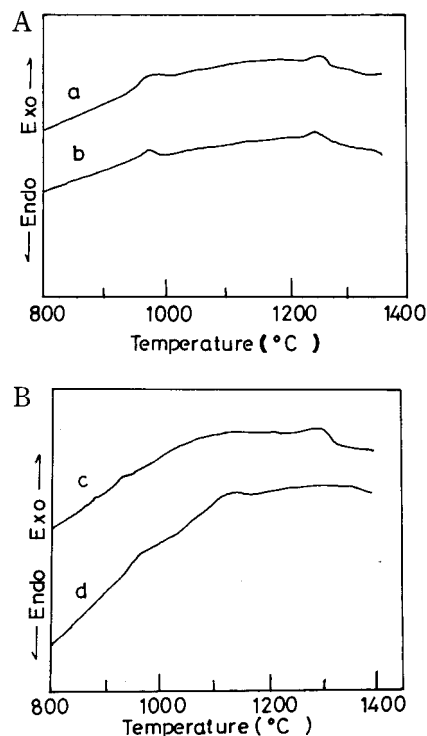 A
Exo →
← Endo
a
b
800 1000 1200 1400
Temperature (°C )
B
Exo →
← Endo
c
d
800 1000 1200 1400
Temperature (°C )